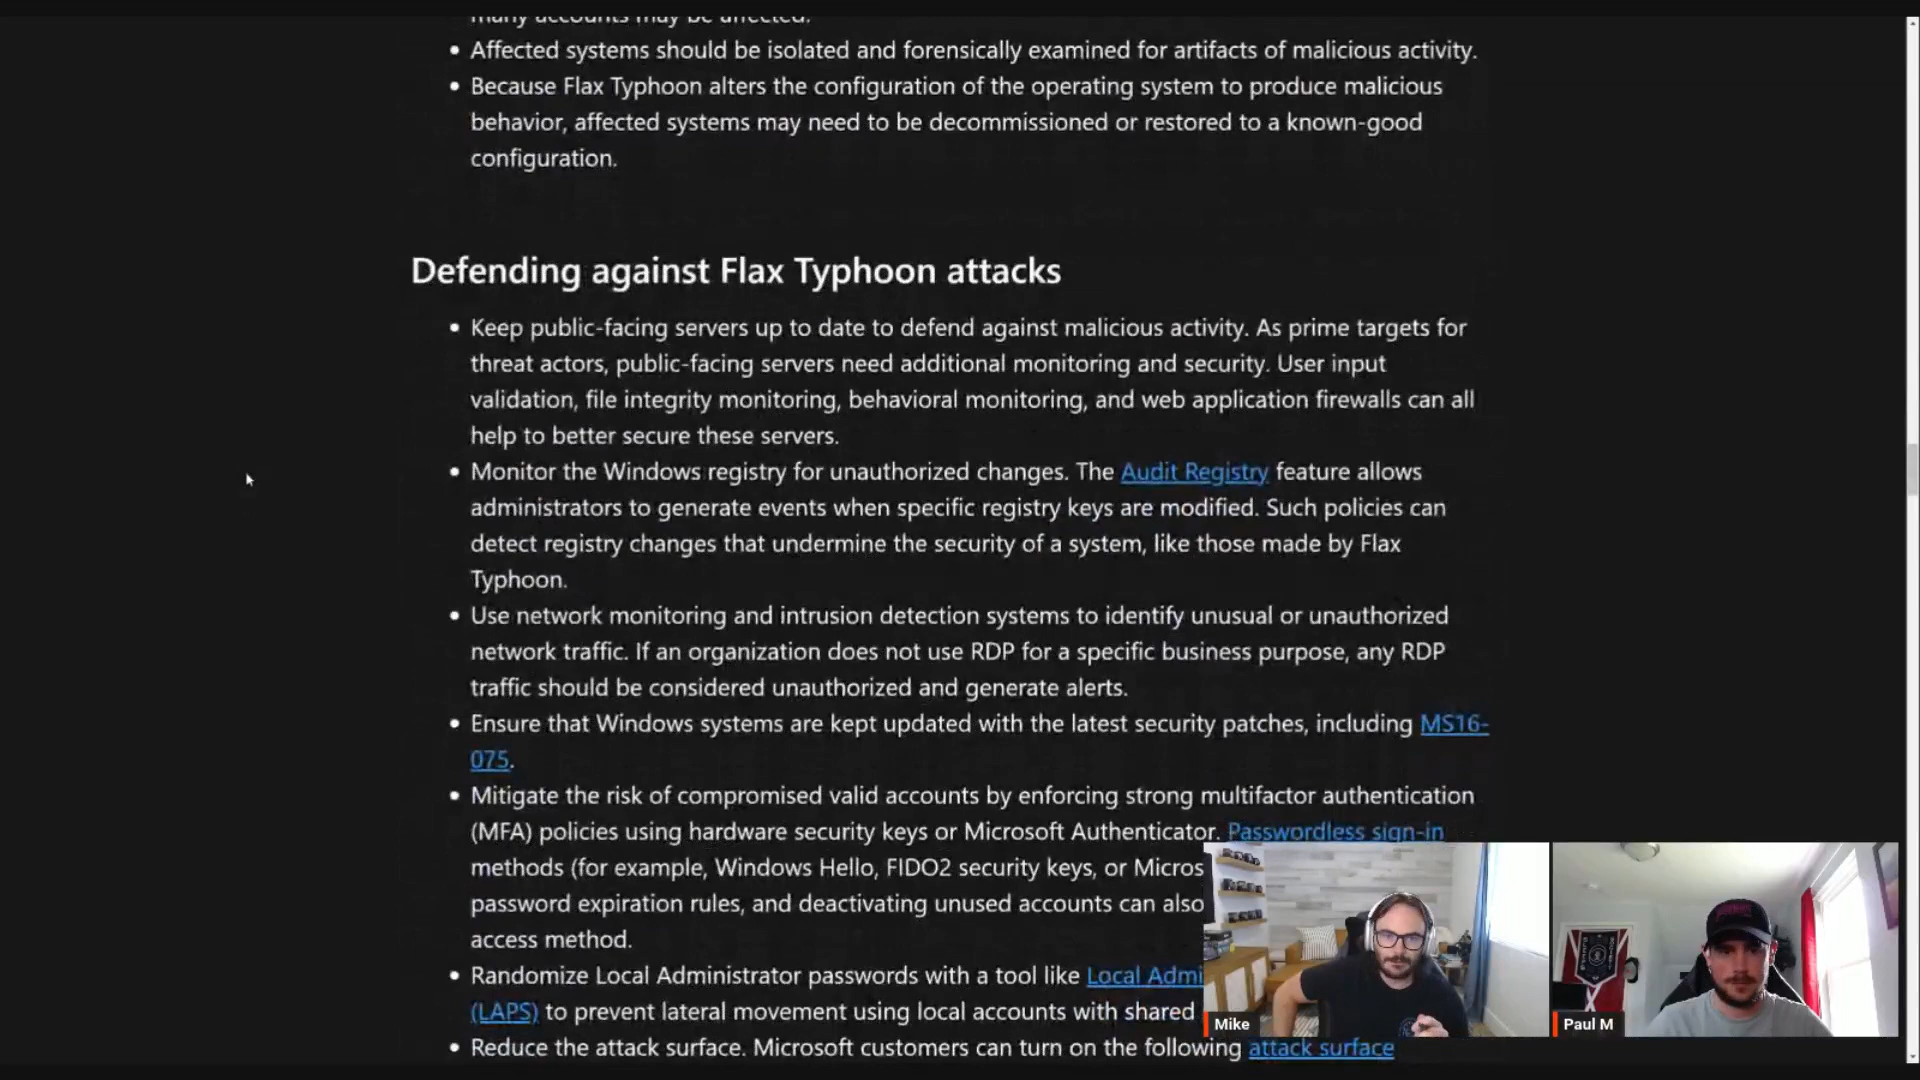 many accounts may be affected.
• Affected systems should be isolated and forensically examined for artifacts of malicious activity.
• Because Flax Typhoon alters the configuration of the operating system to produce malicious
behavior, affected systems may need to be decommissioned or restored to a known-good
configuration.
Defending against Flax Typhoon attacks
• Keep public-facing servers up to date to defend against malicious activity. As prime targets for
threat actors, public-facing servers need additional monitoring and security. User input
validation, file integrity monitoring, behavioral monitoring, and web application firewalls can all
help to better secure these servers.
• Monitor the Windows registry for unauthorized changes. The Audit Registry feature allows
administrators to generate events when specific registry keys are modified. Such policies can
detect registry changes that undermine the security of a system, like those made by Flax
Typhoon.
• Use network monitoring and intrusion detection systems to identify unusual or unauthorized
network traffic. If an organization does not use RDP for a specific business purpose, any RDP
traffic should be considered unauthorized and generate alerts.
• Ensure that Windows systems are kept updated with the latest security patches, including MS16-
075.
• Mitigate the risk of compromised valid accounts by enforcing strong multifactor authentication
(MFA) policies using hardware security keys or Microsoft Authenticator. Passwordless sign-in
methods (for example, Windows Hello, FIDO2 security keys, or Micros
password expiration rules, and deactivating unused accounts can also
access method.
• Randomize Local Administrator passwords with a tool like Local Admi
(LAPS) to prevent lateral movement using local accounts with shared
• Reduce the attack surface. Microsoft customers can turn on the following attack surface
Mike
Paul M